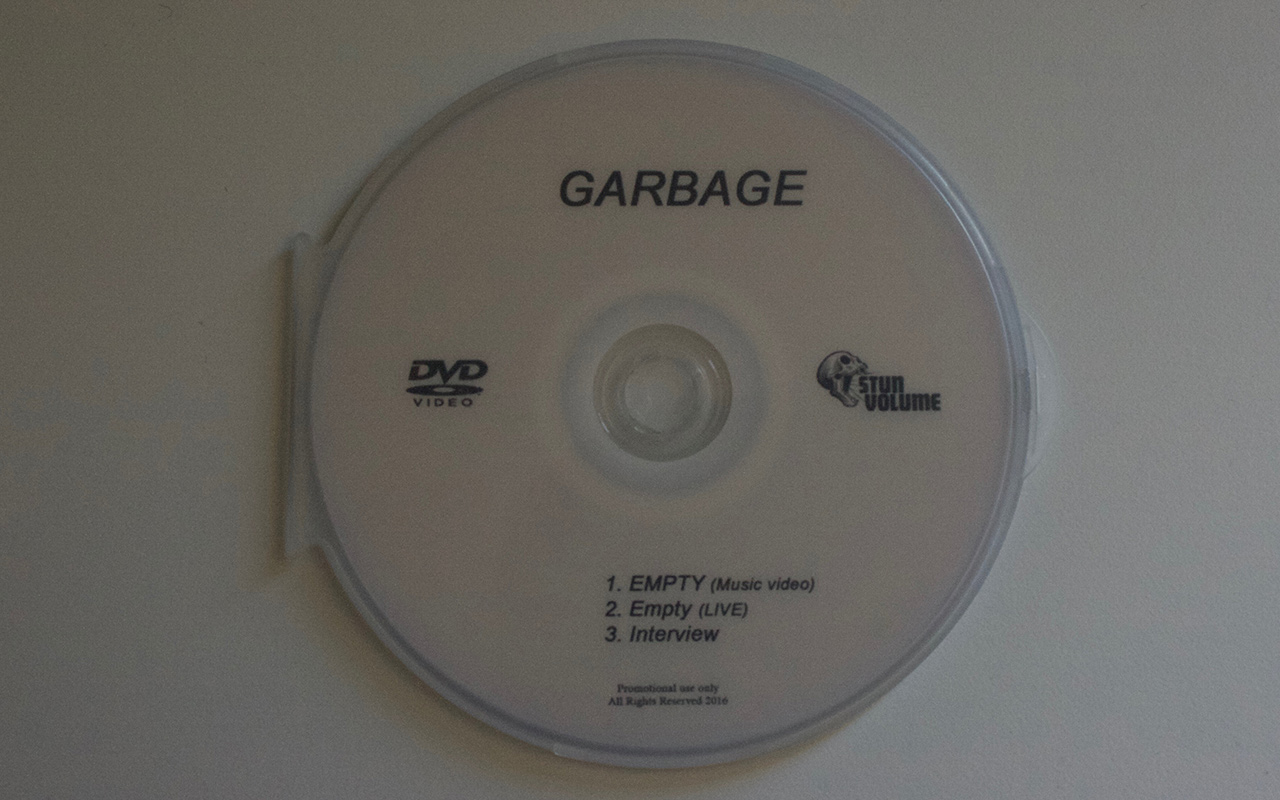 GARBAGE
DVD
VIDEO
STUN
VOLUME
1. EMPTY (Music video)
2. Empty (LIVE)
3. Interview
Promotional use only
All Rights Reserved 2016